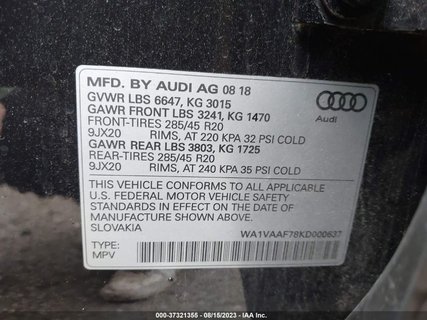 MFD. BY AUDI AG 08 18
GVWR LBS 6647, KG 3015
GAWR FRONT LBS 3241, KG 1470
FRONT-TIRES 285/45 R20
9JX20 RIMS, AT 220 KPA 32 PSI COLD
GAWR REAR LBS 3803, KG 1725
REAR-TIRES 285/45 R20
9JX20 RIMS, AT 240 KPA 35 PSI COLD
THIS VEHICLE CONFORMS TO ALL APPLICABLE
U.S. FEDERAL MOTOR VEHICLE SAFETY
STANDARDS IN EFFECT ON THE DATE OF
MANUFACTURE SHOWN ABOVE.
SLOVAKIA WA1VAAF78KD000637
TYPE:
MPV
Audi
000-37321355 - 08/15/2023 - IAAI.COM